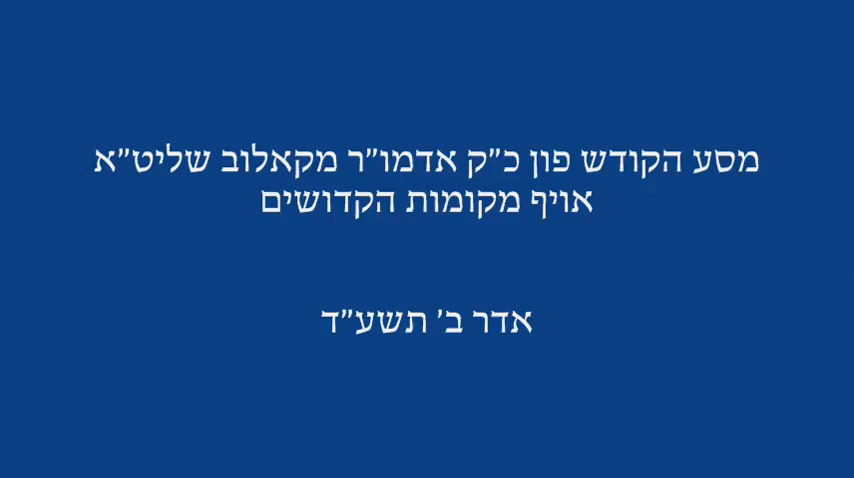 מסע הקודש פון כ״ק אדמו״ר מקאלוב שליט״א
אויף מקומות הקדושים
אדר ב׳ תשע״ד